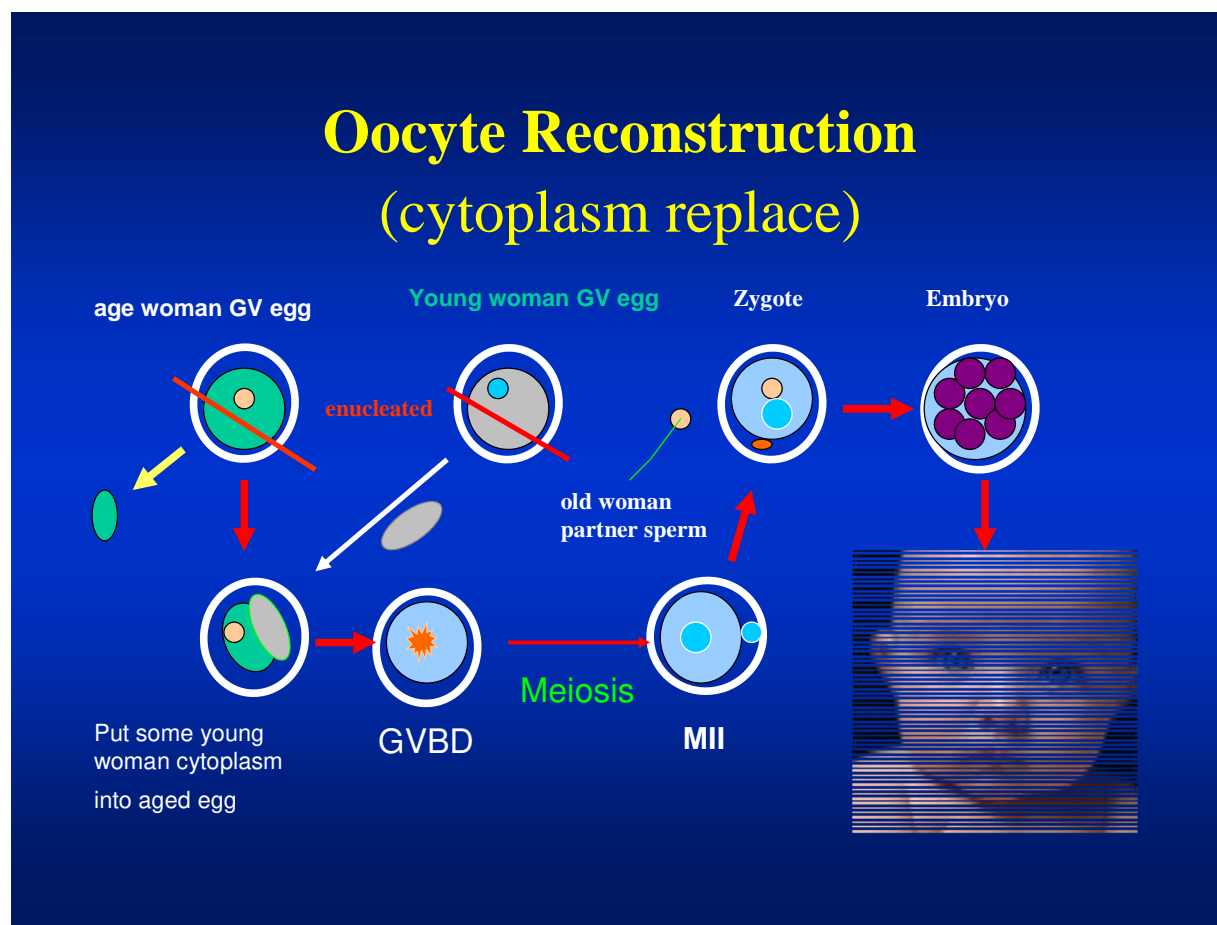 Oocyte Reconstruction
(cytoplasm replace)
age woman GV egg
Young woman GV egg
Zygote
Embryo
enucleated
old woman
partner sperm
Meiosis
Put some young
woman cytoplasm
into aged egg
GVBD
MII